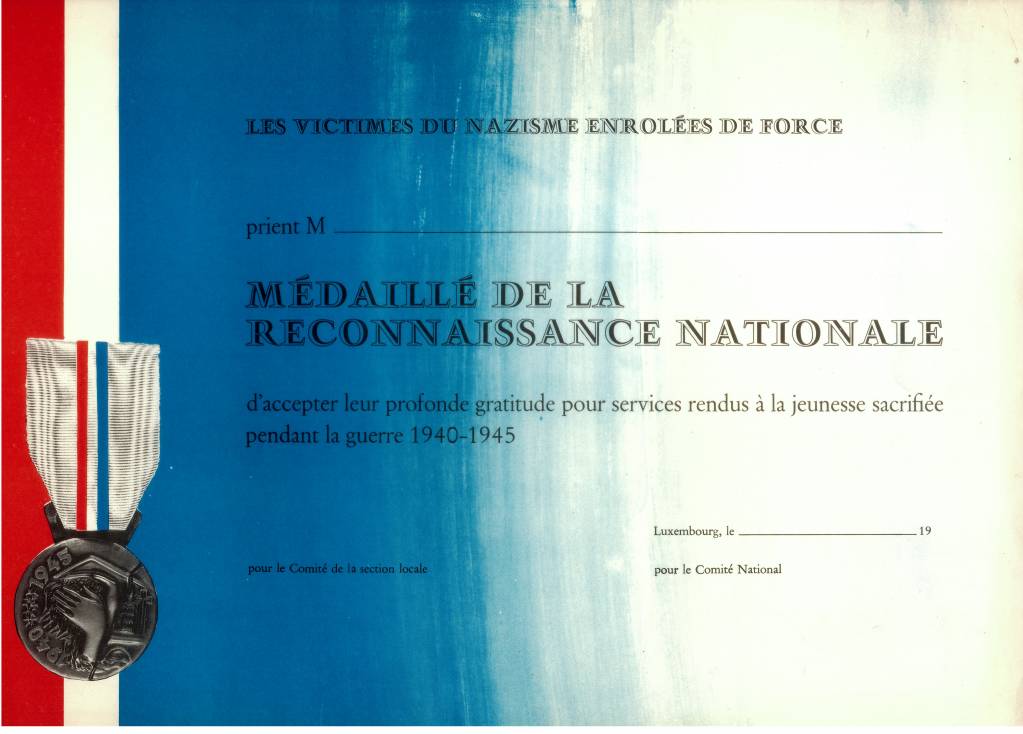 LES VICTIMES DU NAZISME ENROLÉES DE FORCE
prient M
MÉDAILLÉ DE LA
RECONNAISSANCE NATIONALE
d'accepter leur profonde gratitude pour services rendus à la jeunesse sacrifiée
pendant la guerre 1940-1945
Luxembourg, le 19
pour le Comité de la section locale
pour le Comité National
1940
1945